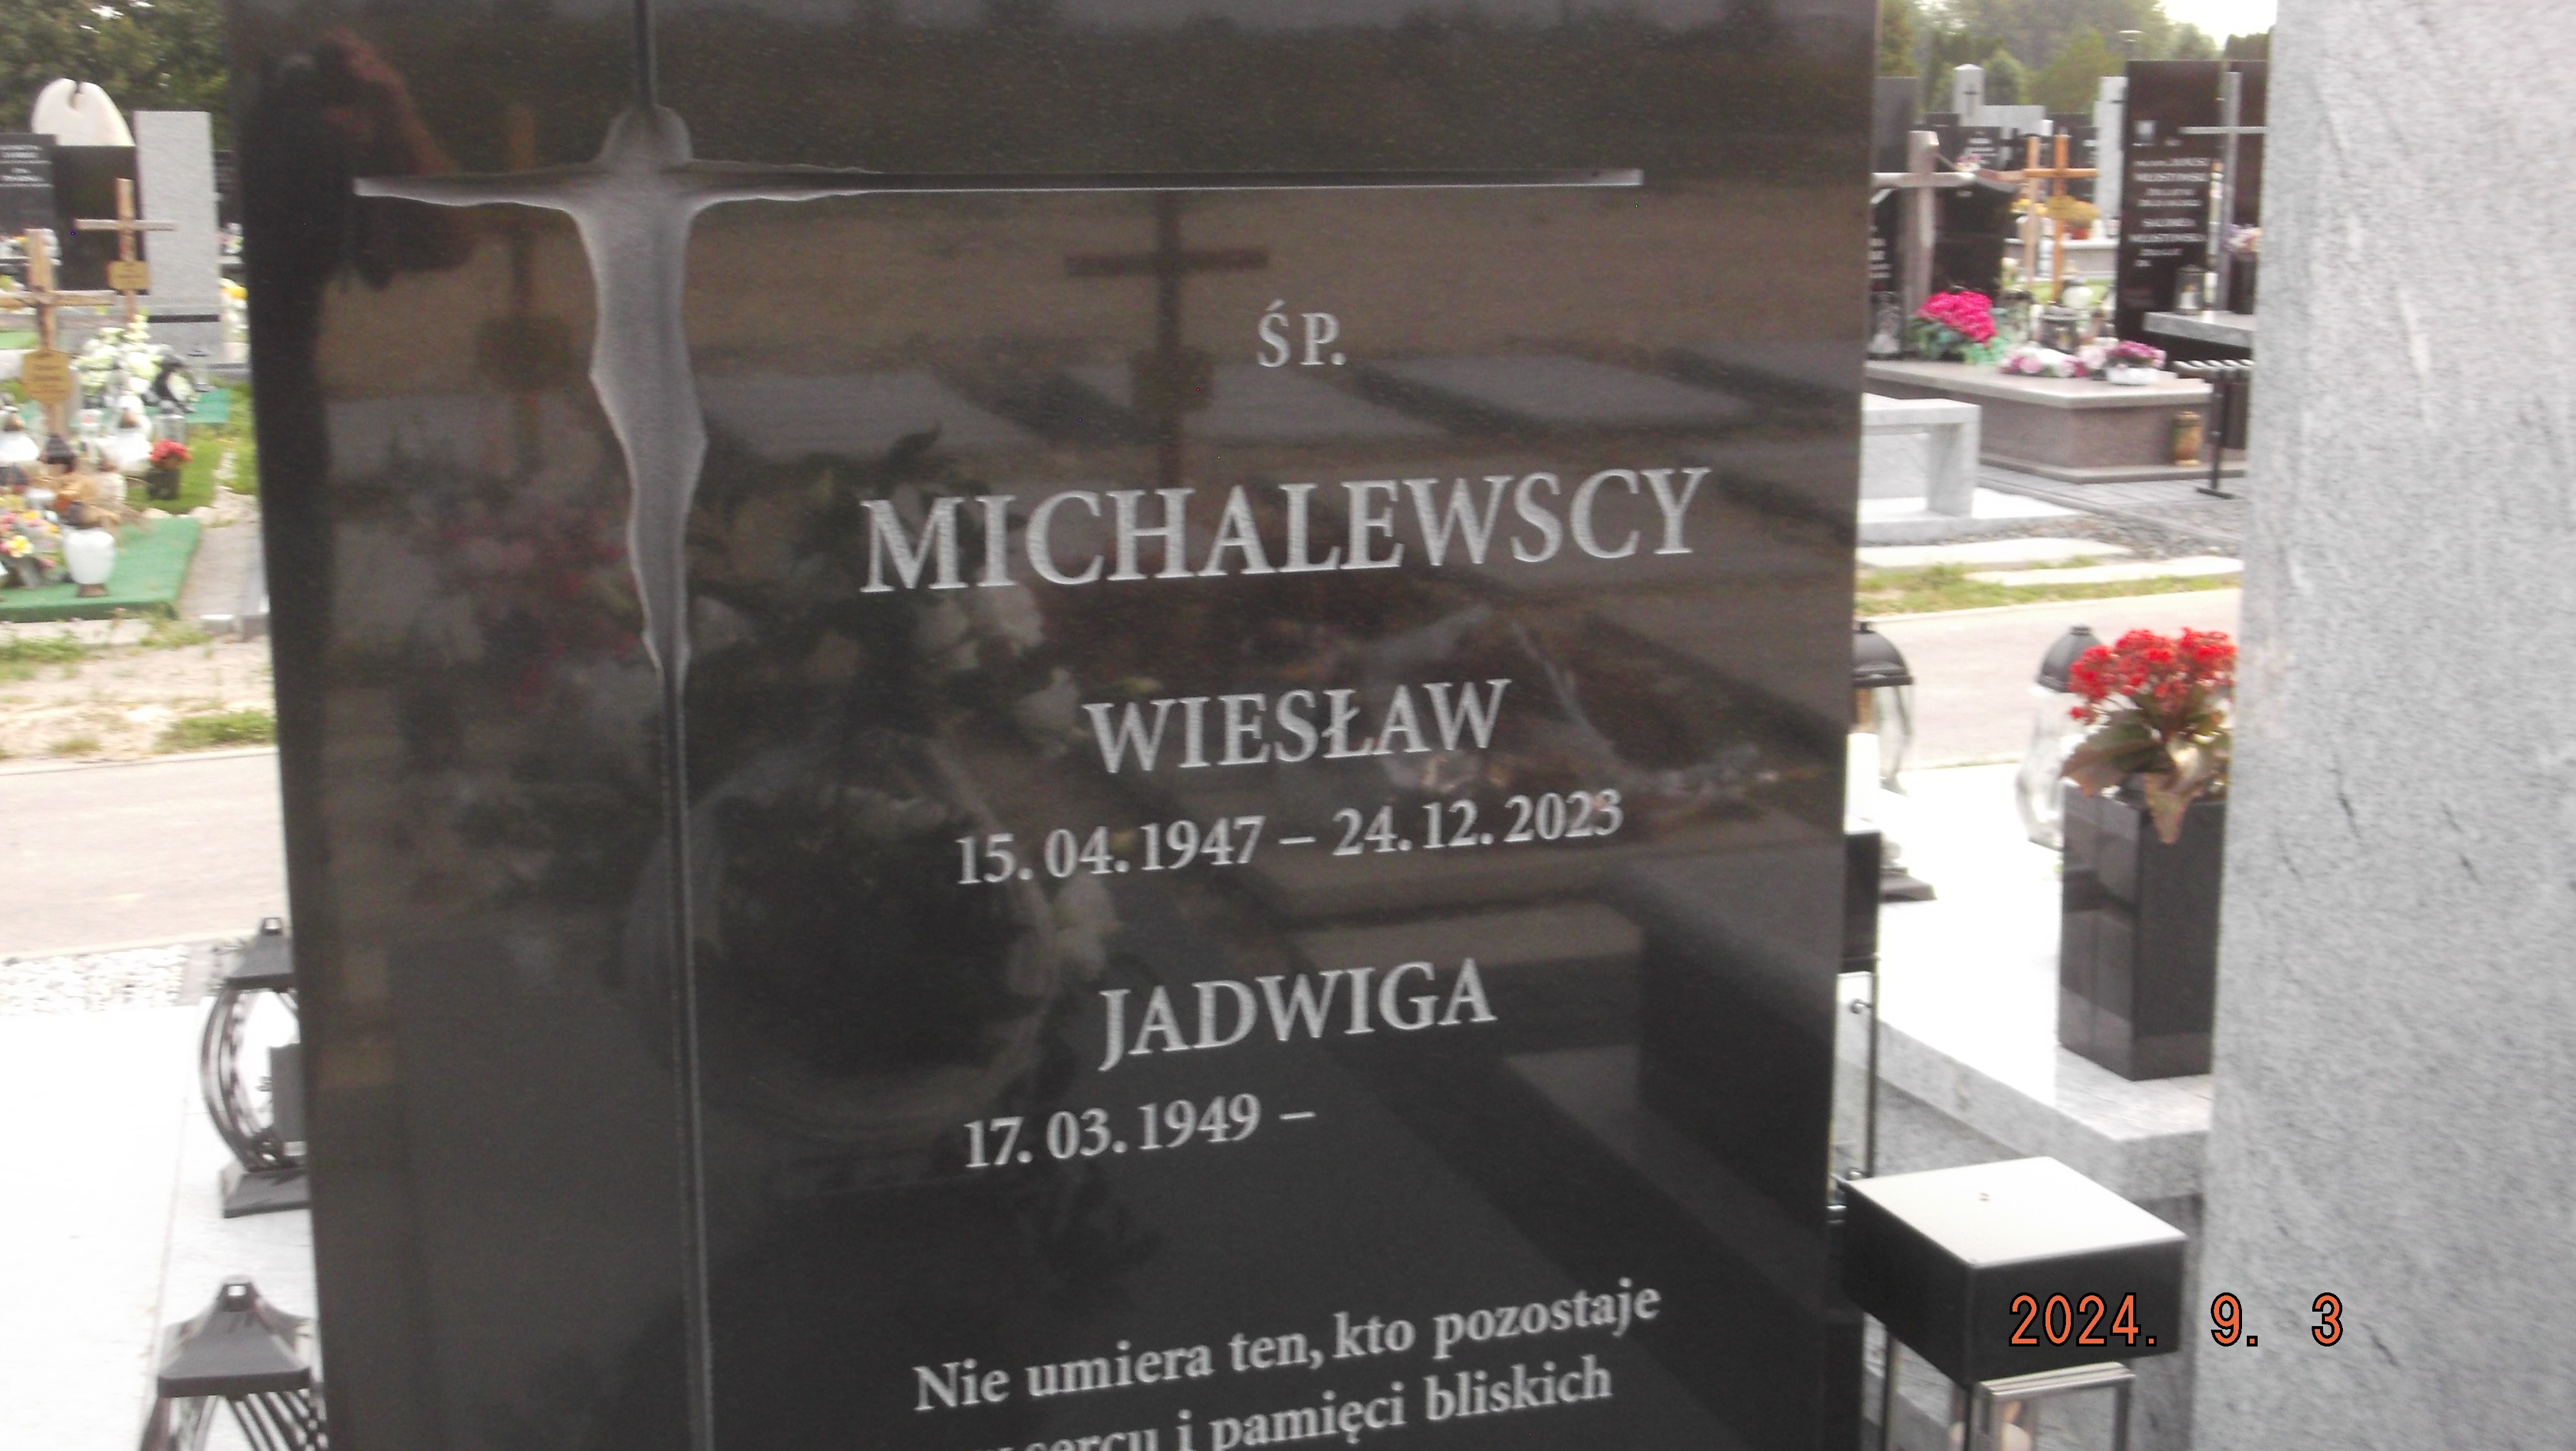 ŚP.
MICHALEWSCY
WIESŁAW
15. 04. 1947 – 24. 12. 2023
JADWIGA
17. 03. 1949 –
Nie umiera ten, kto pozostaje
w sercu i pamięci bliskich
2024. 9. 3